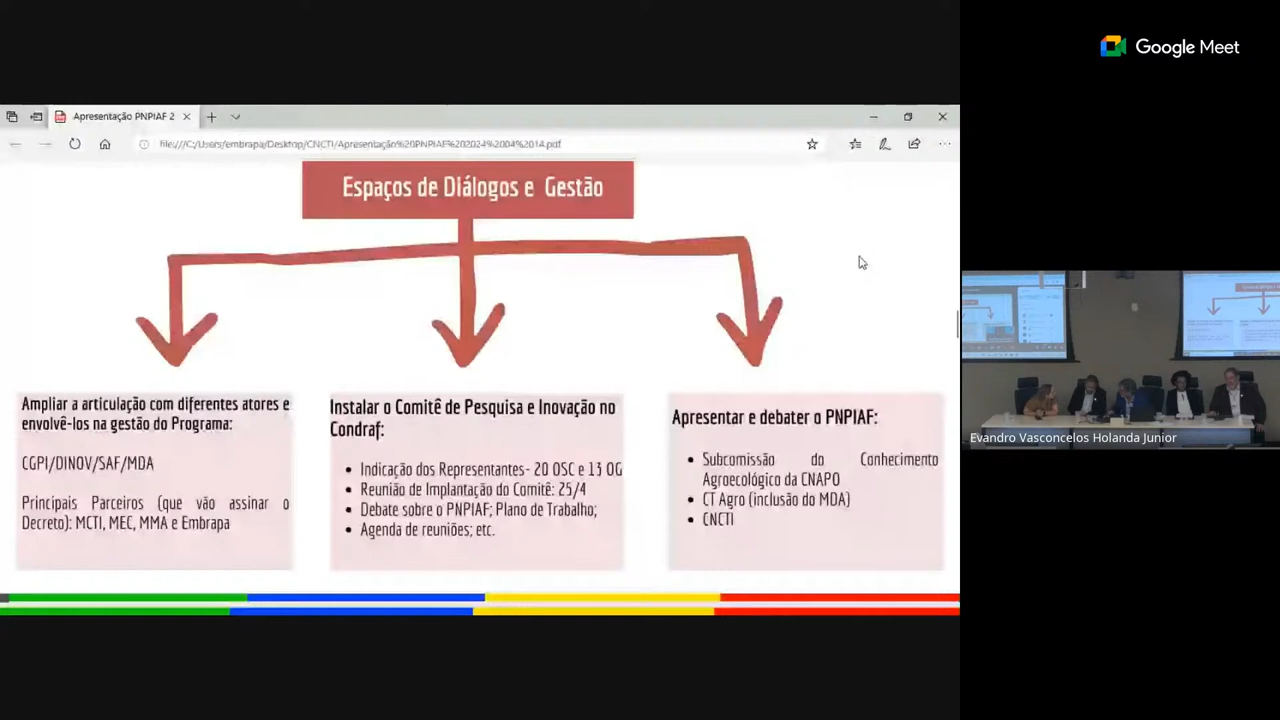 Google Meet
Apresentação PNPIAF 2
file:///C:/Users/embrapa/Desktop/CNCTI/Apresentação%20PNPIAF%202024%2004%2014.pdf
Espaços de Diálogos e Gestão
Ampliar a articulação com diferentes atores e
envolvê-los na gestão do Programa:
CGPI/DINOV/SAF/MDA
Principais Parceiros (que vão assinar o
Decreto): MCTI, MEC, MMA e Embrapa
Instalar o Comitê de Pesquisa e Inovação no
Condraf:
• Indicação dos Representantes- 20 OSC e 13 OG
• Reunião de Implantação do Comitê: 25/4
• Debate sobre o PNPIAF; Plano de Trabalho;
• Agenda de reuniões; etc.
Apresentar e debater o PNPIAF:
• Subcomissão do Conhecimento
Agroecológico da CNAPO
• CT Agro (inclusão do MDA)
• CNCTI
Evandro Vasconcelos Holanda Junior